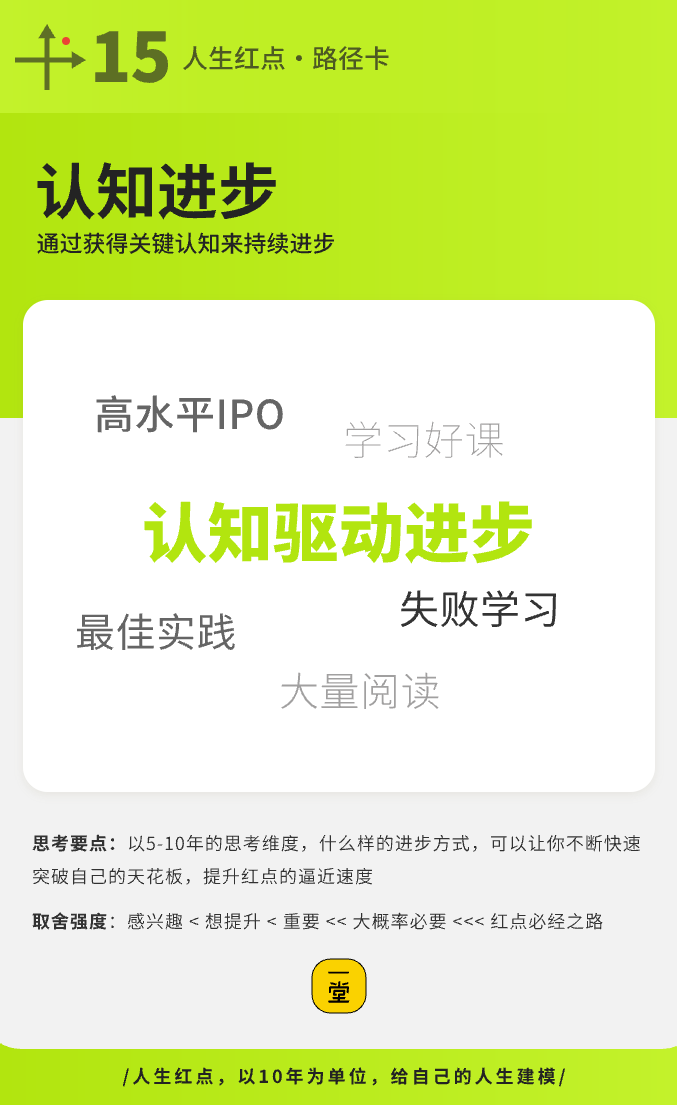 15 人生红点·路径卡
认知进步
通过获得关键认知来持续进步
高水平IPO
学习好课
认知驱动进步
失败学习
最佳实践
大量阅读
思考要点：以5-10年的思考维度，什么样的进步方式，可以让你不断快速
突破自己的天花板，提升红点的逼近速度
取舍强度：感兴趣 < 想提升 < 重要 << 大概率必要 <<< 红点必经之路
一
堂
/人生红点，以10年为单位，给自己的人生建模/